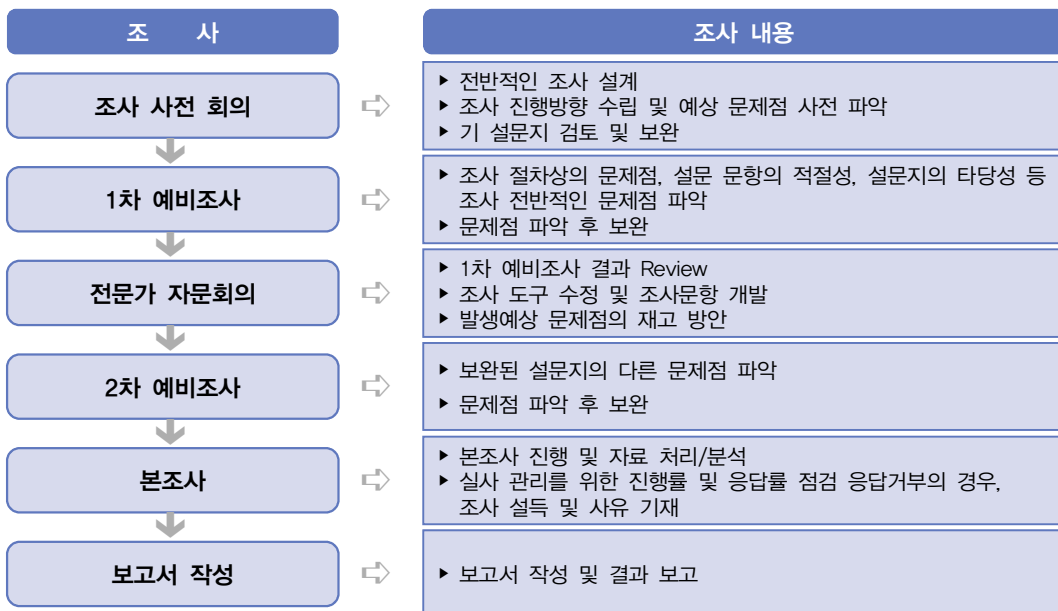 조 사
조사 내용
조사 사전 회의
▶ 전반적인 조사 설계
▶ 조사 진행방향 수립 및 예상 문제점 사전 파악
▶ 기 설문지 검토 및 보완
1차 예비조사
▶ 조사 절차상의 문제점, 설문 문항의 적절성, 설문지의 타당성 등
조사 전반적인 문제점 파악
▶ 문제점 파악 후 보완
전문가 자문회의
▶ 1차 예비조사 결과 Review
▶ 조사 도구 수정 및 조사문항 개발
▶ 발생예상 문제점의 재고 방안
2차 예비조사
▶ 보완된 설문지의 다른 문제점 파악
▶ 문제점 파악 후 보완
본조사
▶ 본조사 진행 및 자료 처리/분석
▶ 실사 관리를 위한 진행률 및 응답률 점검 응답거부의 경우,
조사 설득 및 사유 기재
보고서 작성
▶ 보고서 작성 및 결과 보고